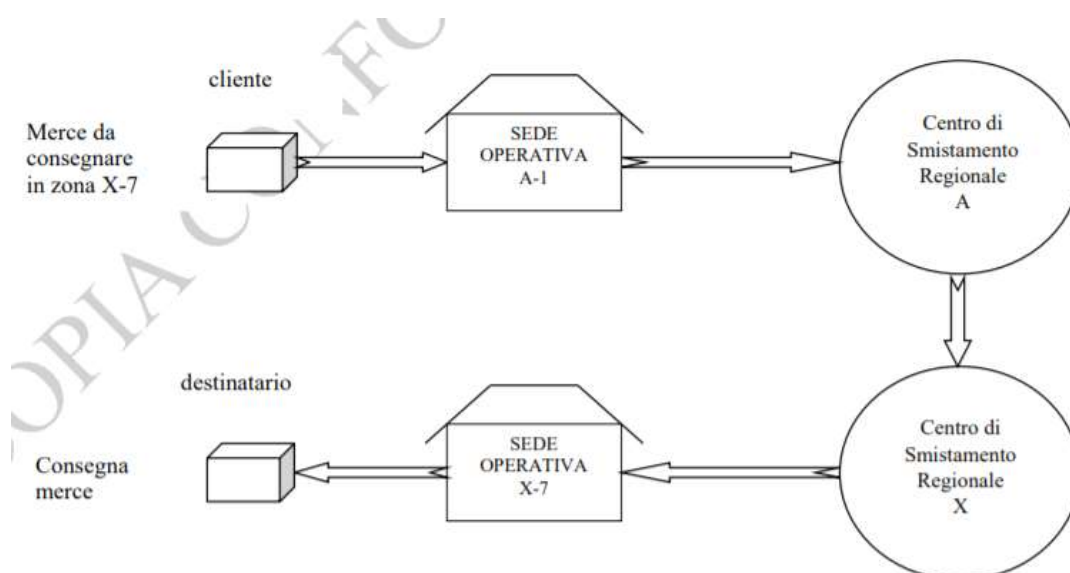 cliente
Merce da
consegnare
in zona X-7
SEDE
OPERATIVA
A-1
Centro di
Smistamento
Regionale
A
destinatario
Consegna
merce
SEDE
OPERATIVA
X-7
Centro di
Smistamento
Regionale
X
COPIA